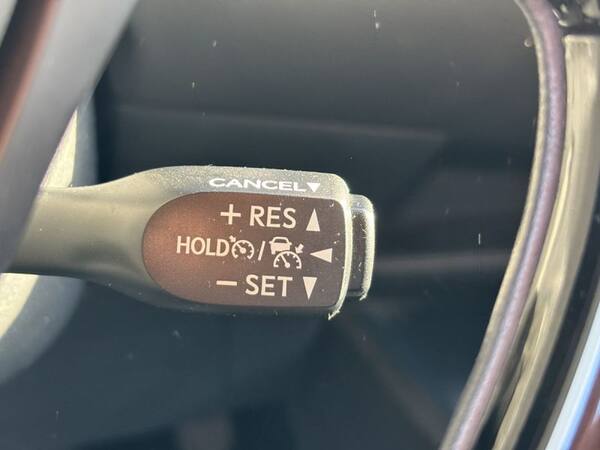 CANCEL▼
+ RES ▲
HOLD / ◄
− SET ▼